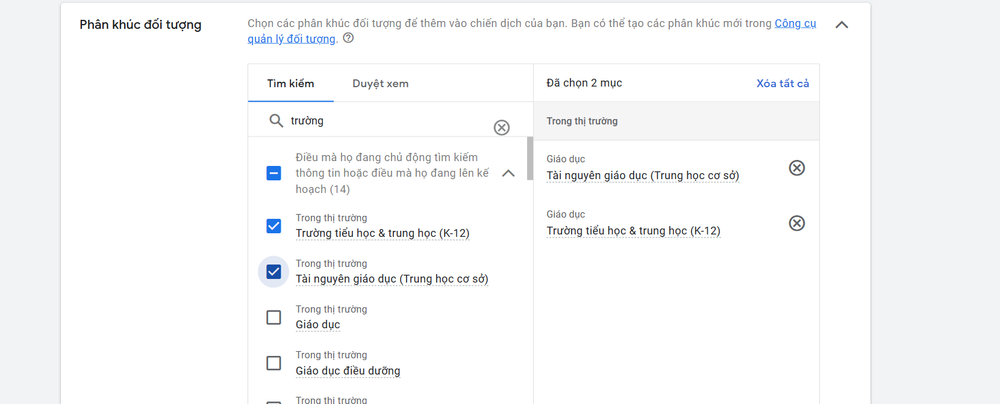 Phân khúc đối tượng
Chọn các phân khúc đối tượng để thêm vào chiến dịch của bạn. Bạn có thể tạo các phân khúc mới trong Công cụ
quản lý đối tượng.
Tìm kiếm
Duyệt xem
trường
Điều mà họ đang chủ động tìm kiếm
thông tin hoặc điều mà họ đang lên kế
hoạch (14)
Trong thị trường
Trường tiểu học & trung học (K-12)
Trong thị trường
Tài nguyên giáo dục (Trung học cơ sở)
Trong thị trường
Giáo dục
Trong thị trường
Giáo dục điều dưỡng
Trong thị trường
Đã chọn 2 mục
Xóa tất cả
Trong thị trường
Giáo dục
Tài nguyên giáo dục (Trung học cơ sở)
Giáo dục
Trường tiểu học & trung học (K-12)